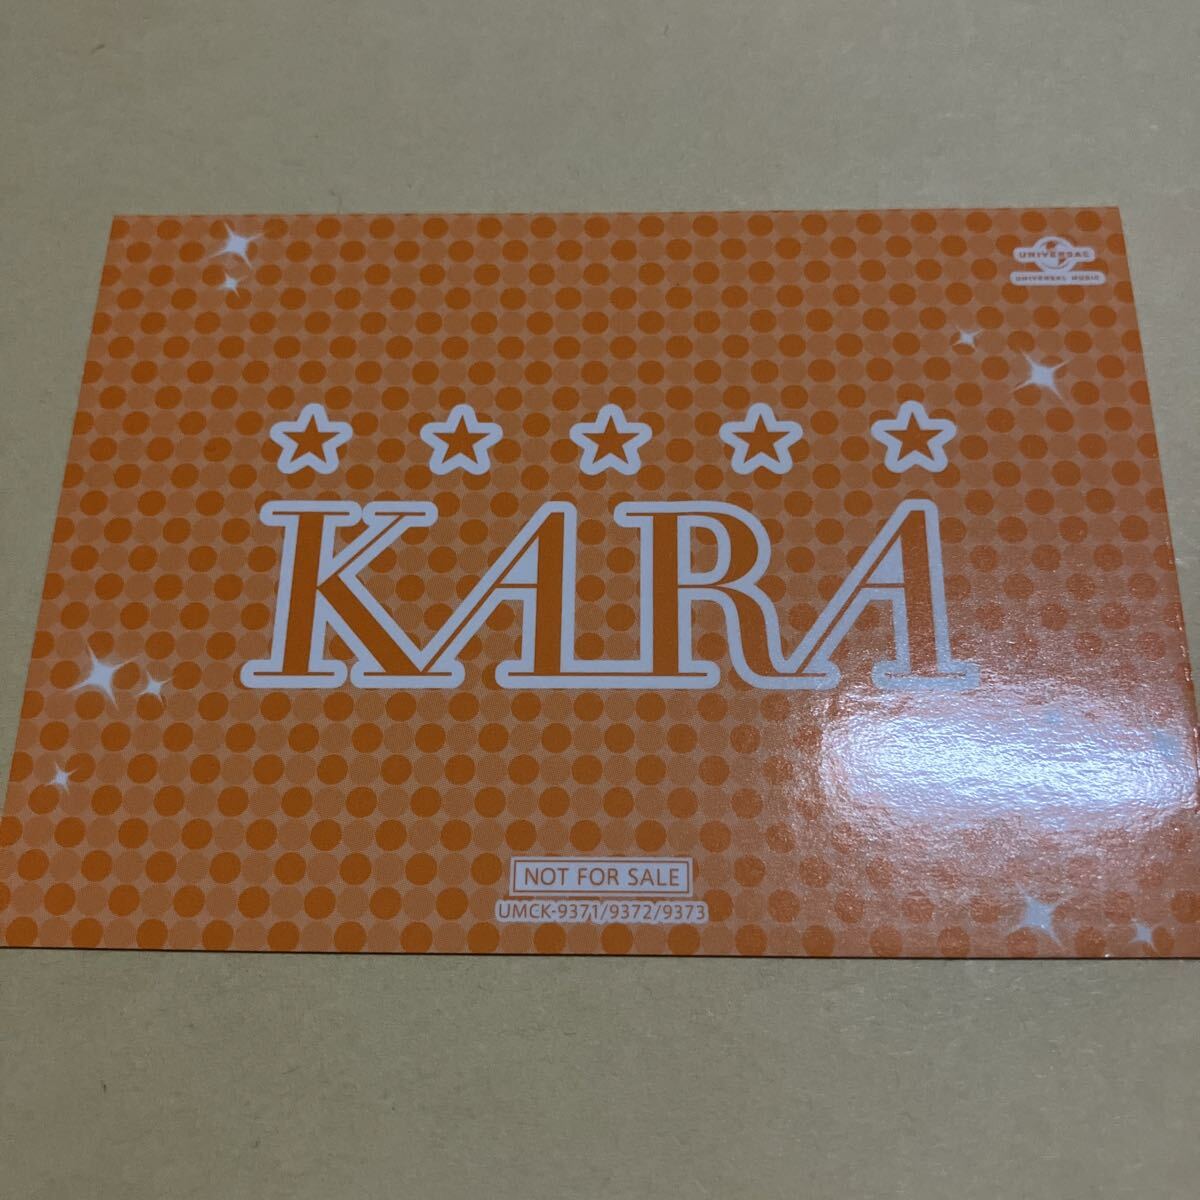 UNIVERSAL
UNIVERSAL MUSIC
KARA
NOT FOR SALE
UMCK-9371/9372/9373